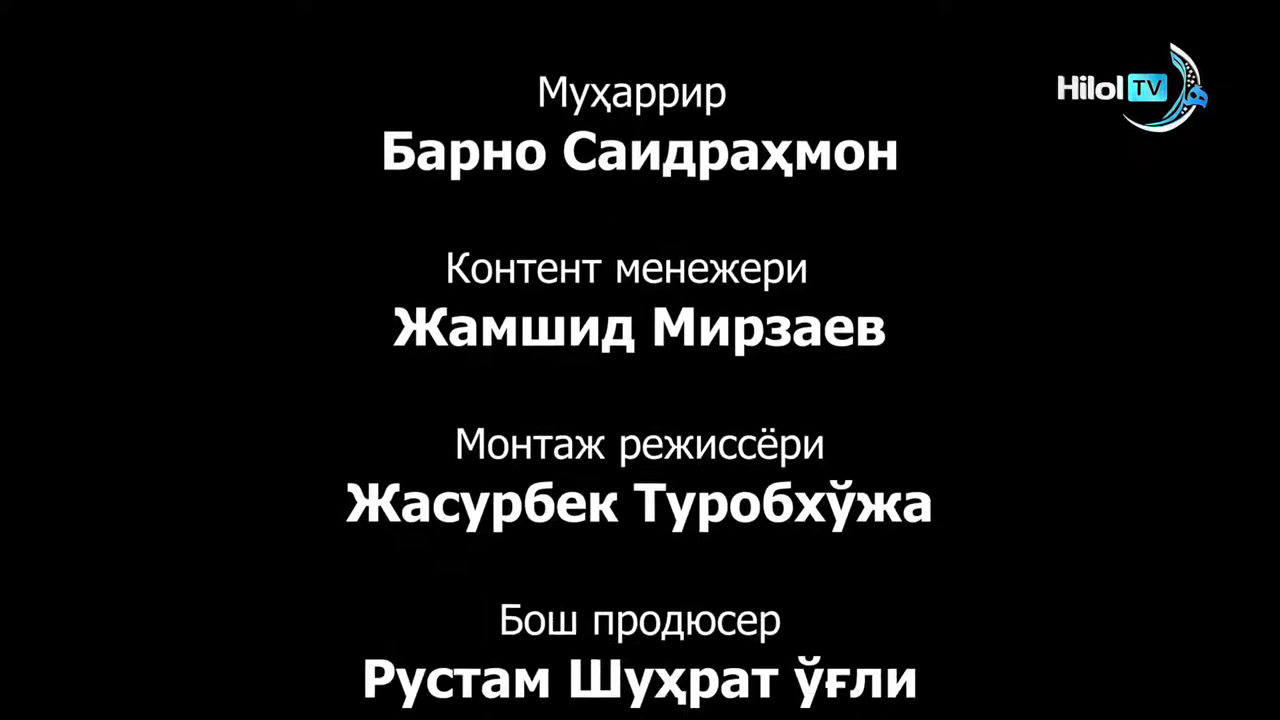 Муҳаррир
Hilol TV
Барно Саидраҳмон
Контент менежери
Жамшид Мирзаев
Монтаж режиссёри
Жасурбек Туробхўжа
Бош продюсер
Рустам Шуҳрат ўғли